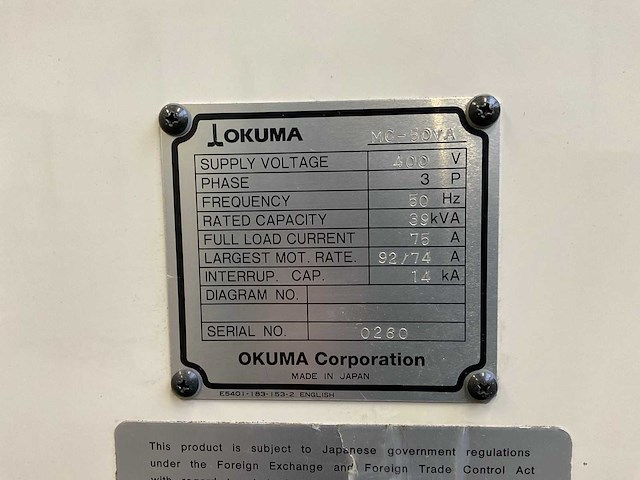 OKUMA MC-50VA
SUPPLY VOLTAGE 400 V
PHASE 3 P
FREQUENCY 50 Hz
RATED CAPACITY 39kVA
FULL LOAD CURRENT 75 A
LARGEST MOT. RATE. 92/74 A
INTERRUP. CAP. 14 kA
DIAGRAM NO.
SERIAL NO. 0260
OKUMA Corporation
MADE IN JAPAN
E5401-183-153-2 ENGLISH
This product is subject to Japanese government regulations
under the Foreign Exchange and Foreign Trade Control Act